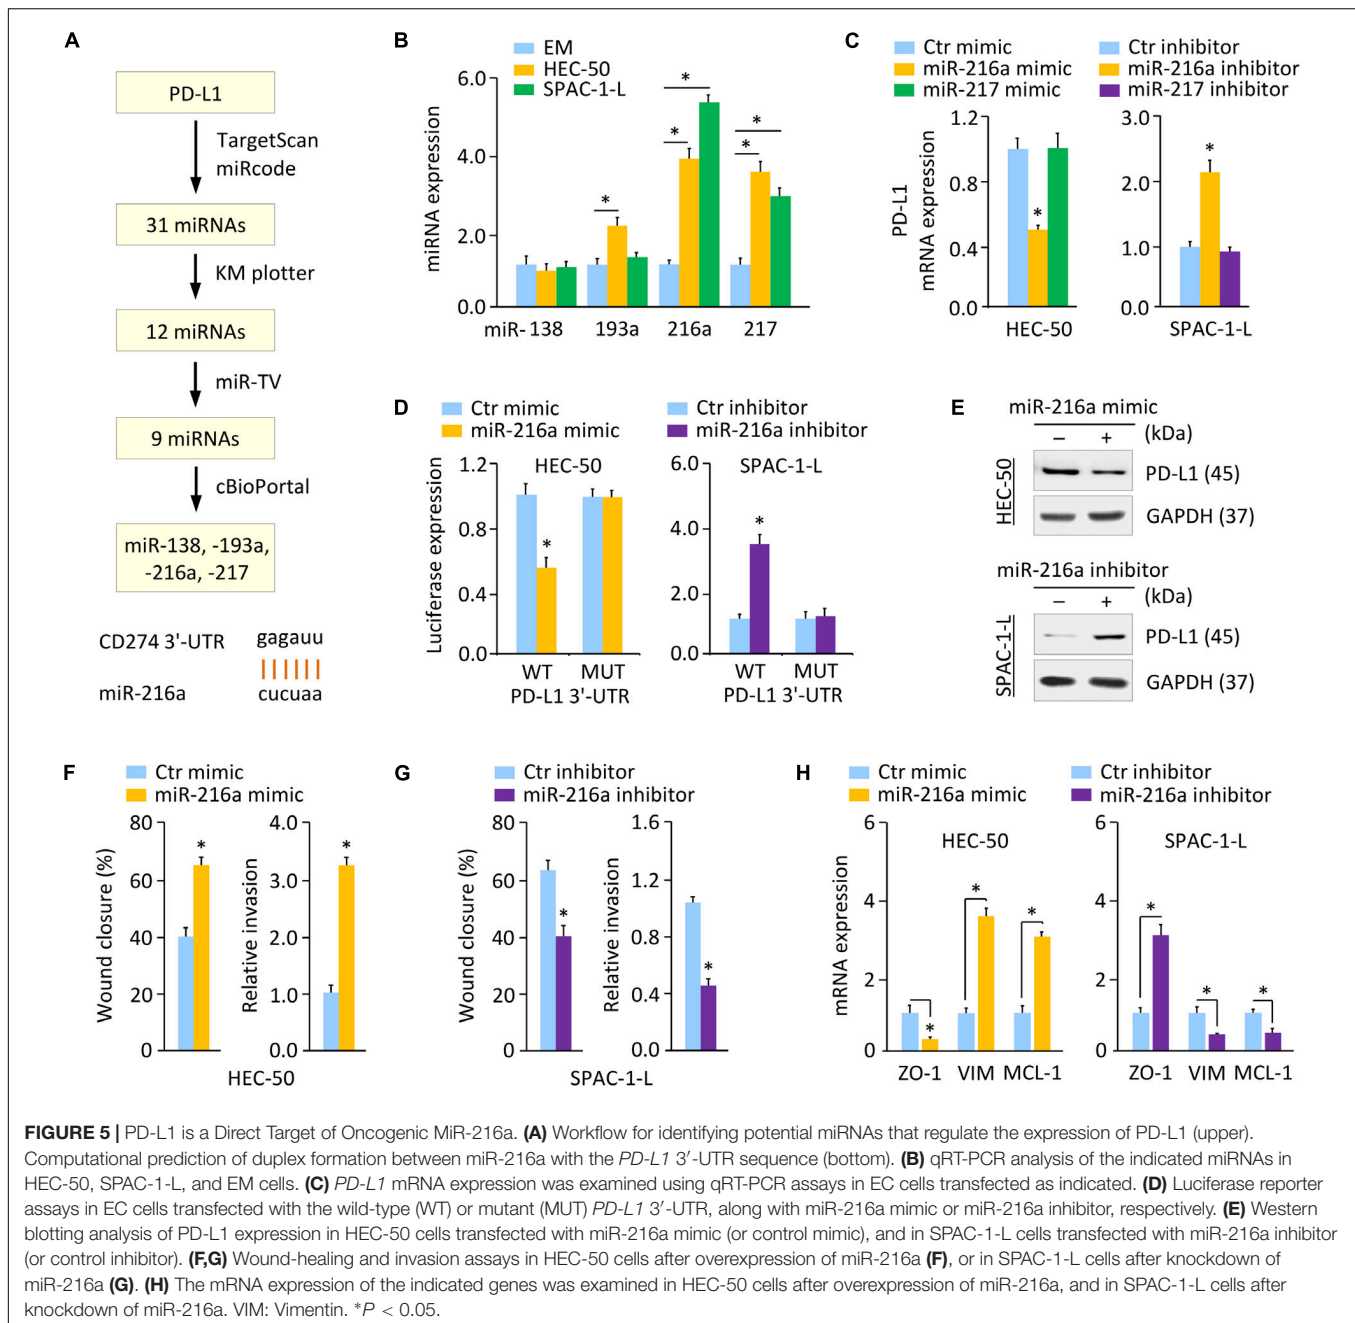 A
PD-L1
TargetScan
miRcode
31 miRNAs
KM plotter
12 miRNAs
miR-TV
9 miRNAs
cBioPortal
miR-138, -193a,
-216a, -217
CD274 3'-UTR gagauu
miR-216a cucuaa
B
EM
HEC-50
SPAC-1-L
miRNA expression
6.0
4.0
2.0
0.0
* * * * *
miR-138 193a 216a 217
C
Ctr mimic
miR-216a mimic
miR-217 mimic
Ctr inhibitor
miR-216a inhibitor
miR-217 inhibitor
PD-L1
mRNA expression
1.2
0.8
0.4
0.0
*
HEC-50
3.0
2.0
1.0
0.0
*
SPAC-1-L
D
Ctr mimic
miR-216a mimic
Ctr inhibitor
miR-216a inhibitor
Luciferase expression
HEC-50
1.2
0.8
0.4
0.0
*
WT MUT
PD-L1 3'-UTR
SPAC-1-L
6.0
4.0
2.0
0.0
*
WT MUT
PD-L1 3'-UTR
E
miR-216a mimic
– + (kDa)
HEC-50
PD-L1 (45)
GAPDH (37)
miR-216a inhibitor
– + (kDa)
SPAC-1-L
PD-L1 (45)
GAPDH (37)
F
Ctr mimic
miR-216a mimic
Wound closure (%)
80
60
40
20
0
*
Relative invasion
4.0
3.0
2.0
1.0
0.0
*
HEC-50
G
Ctr inhibitor
miR-216a inhibitor
Wound closure (%)
80
60
40
20
0
*
Relative invasion
1.6
1.2
0.8
0.4
0.0
*
SPAC-1-L
H
Ctr mimic
miR-216a mimic
Ctr inhibitor
miR-216a inhibitor
mRNA expression
HEC-50
6
4
2
0
* * *
ZO-1 VIM MCL-1
SPAC-1-L
6
4
2
0
* * *
ZO-1 VIM MCL-1
FIGURE 5 | PD-L1 is a Direct Target of Oncogenic MiR-216a. (A) Workflow for identifying potential miRNAs that regulate the expression of PD-L1 (upper).
Computational prediction of duplex formation between miR-216a with the PD-L1 3′-UTR sequence (bottom). (B) qRT-PCR analysis of the indicated miRNAs in
HEC-50, SPAC-1-L, and EM cells. (C) PD-L1 mRNA expression was examined using qRT-PCR assays in EC cells transfected as indicated. (D) Luciferase reporter
assays in EC cells transfected with the wild-type (WT) or mutant (MUT) PD-L1 3′-UTR, along with miR-216a mimic or miR-216a inhibitor, respectively. (E) Western
blotting analysis of PD-L1 expression in HEC-50 cells transfected with miR-216a mimic (or control mimic), and in SPAC-1-L cells transfected with miR-216a inhibitor
(or control inhibitor). (F,G) Wound-healing and invasion assays in HEC-50 cells after overexpression of miR-216a (F), or in SPAC-1-L cells after knockdown of
miR-216a (G). (H) The mRNA expression of the indicated genes was examined in HEC-50 cells after overexpression of miR-216a, and in SPAC-1-L cells after
knockdown of miR-216a. VIM: Vimentin. *P < 0.05.